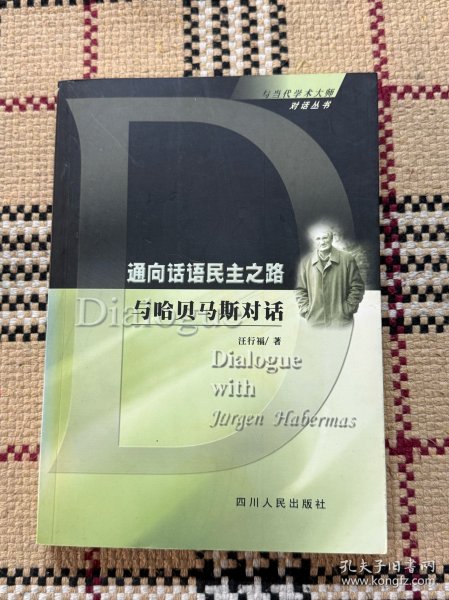 与当代学术大师
对话丛书
通向话语民主之路
Dialogue
与哈贝马斯对话
汪行福/著
Dialogue
with
Jürgen Habermas
四川人民出版社
孔夫子旧书网
www.kongfz.com